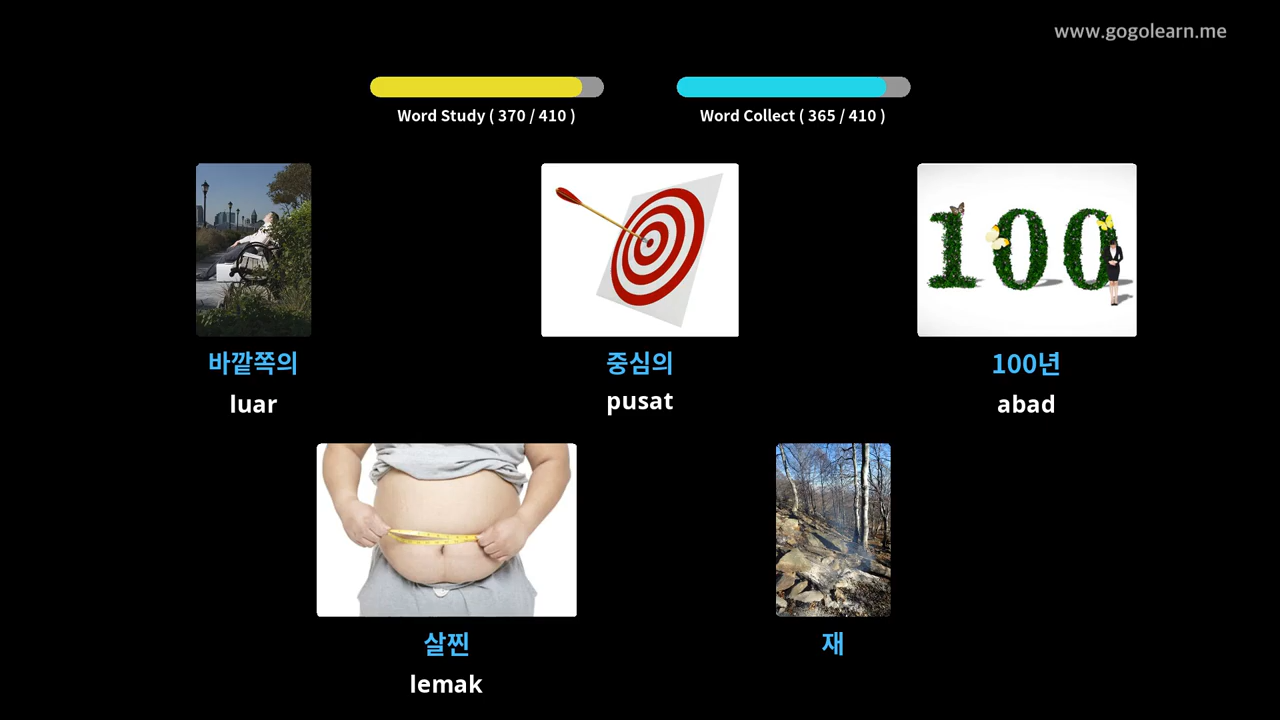 www.gogolearn.me
Word Study ( 370 / 410 )
Word Collect ( 365 / 410 )
바깥쪽의
luar
중심의
pusat
100년
abad
살찐
lemak
재